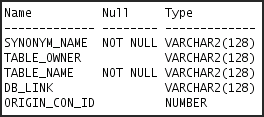 Name         Null     Type
------------ -------- -------------
SYNONYM_NAME NOT NULL VARCHAR2(128)
TABLE_OWNER           VARCHAR2(128)
TABLE_NAME   NOT NULL VARCHAR2(128)
DB_LINK               VARCHAR2(128)
ORIGIN_CON_ID         NUMBER